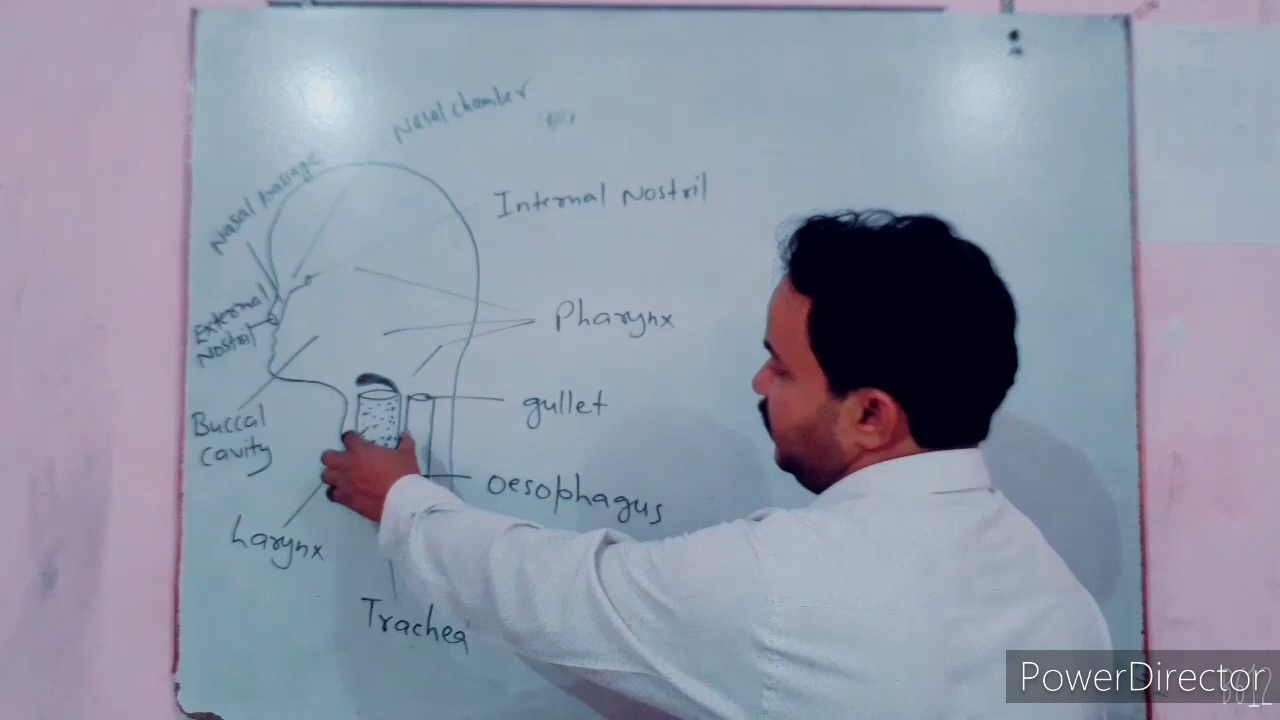 Nasal chamber
Nasal passage
Internal Nostril
External
Nostril
Pharynx
Buccal
cavity
gullet
Oesophagus
Larynx
Trachea
PowerDirector